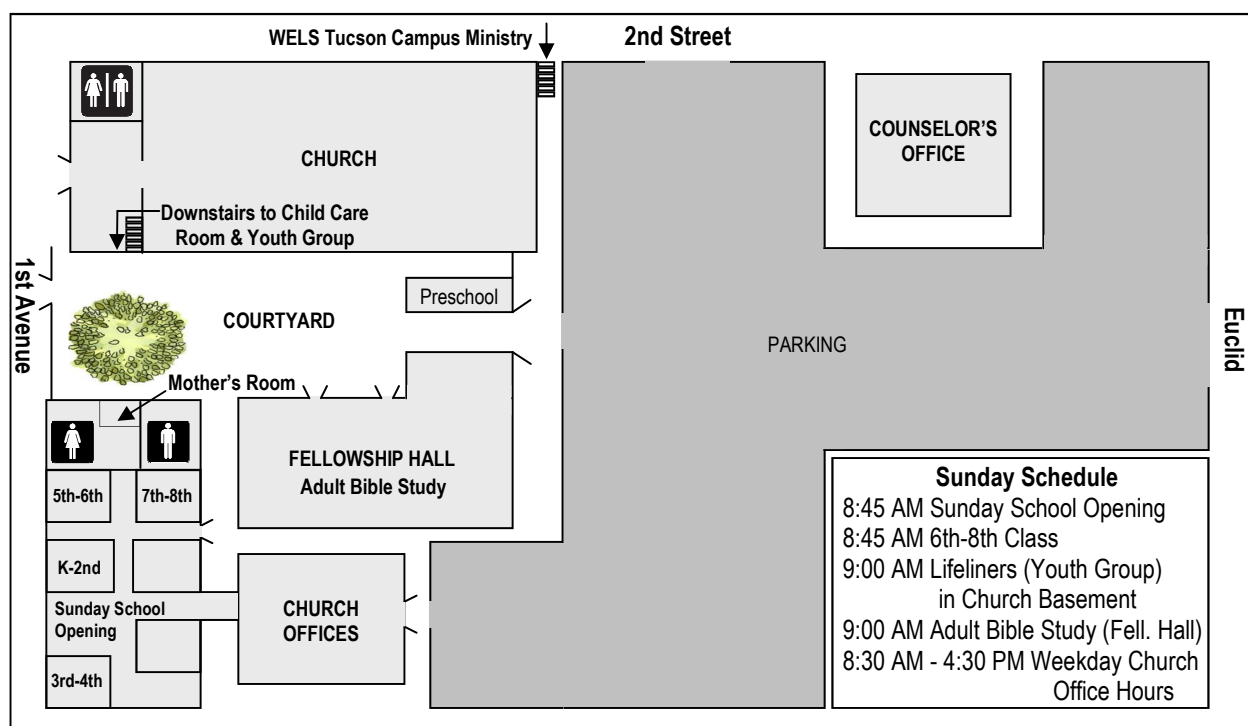 WELS Tucson Campus Ministry
2nd Street
CHURCH
COUNSELOR'S
OFFICE
Downstairs to Child Care
Room & Youth Group
1st Avenue
Preschool
COURTYARD
PARKING
Euclid
Mother's Room
FELLOWSHIP HALL
Adult Bible Study
5th-6th
7th-8th
K-2nd
Sunday School
Opening
3rd-4th
CHURCH
OFFICES
Sunday Schedule
8:45 AM Sunday School Opening
8:45 AM 6th-8th Class
9:00 AM Lifeliners (Youth Group)
in Church Basement
9:00 AM Adult Bible Study (Fell. Hall)
8:30 AM - 4:30 PM Weekday Church
Office Hours